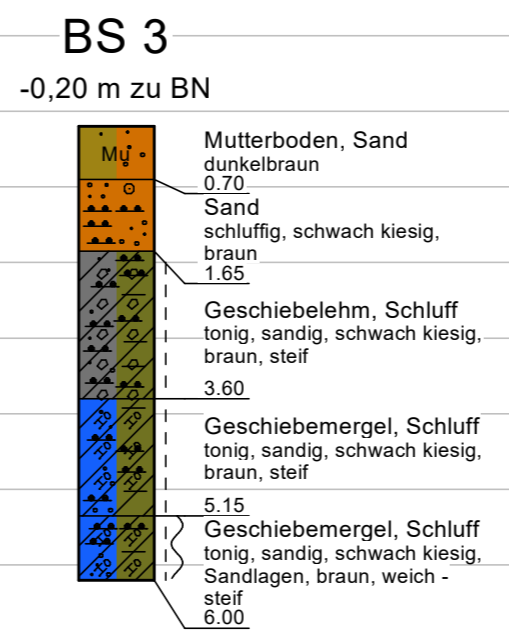 BS 3
-0,20 m zu BN
Mu
Mutterboden, Sand
dunkelbraun
0.70
Sand
schluffig, schwach kiesig,
braun
1.65
Geschiebelehm, Schluff
tonig, sandig, schwach kiesig,
braun, steif
3.60
Geschiebemergel, Schluff
tonig, sandig, schwach kiesig,
braun, steif
5.15
Geschiebemergel, Schluff
tonig, sandig, schwach kiesig,
Sandlagen, braun, weich -
steif
6.00